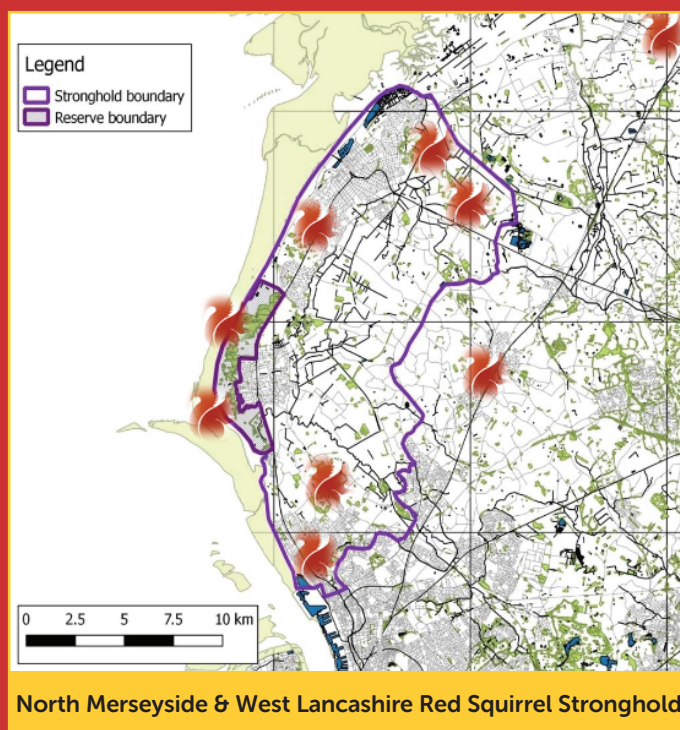 Legend
Stronghold boundary
Reserve boundary
0 2.5 5 7.5 10 km
North Merseyside & West Lancashire Red Squirrel Stronghold